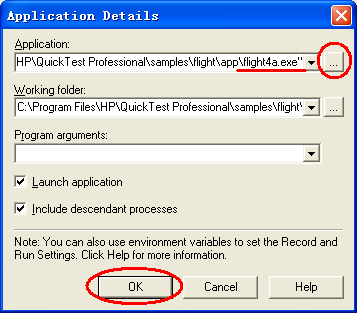 Application Details
Application:
HP\QuickTest Professional\samples\flight\app\flight4a.exe"
...
Working folder:
C:\Program Files\HP\QuickTest Professional\samples\flight\
...
Program arguments:
Launch application
Include descendant processes
Note: You can also use environment variables to set the Record and
Run Settings. Click Help for more information.
OK Cancel Help